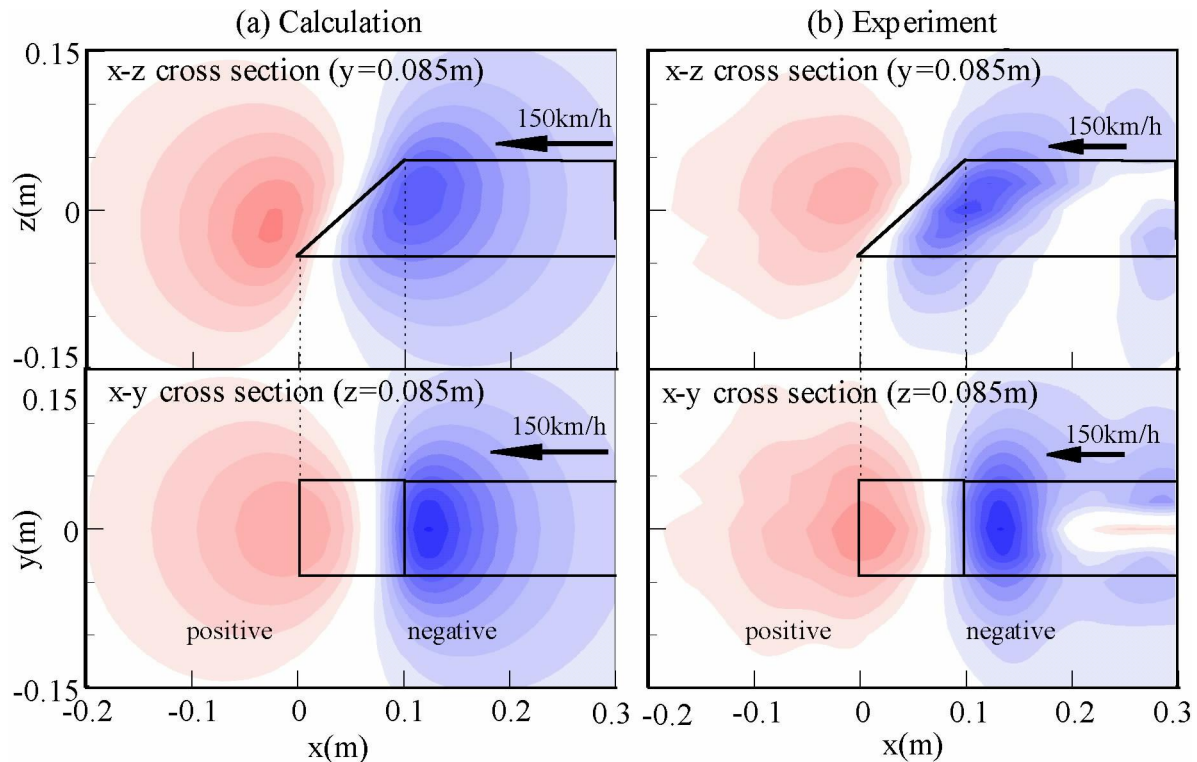 (a) Calculation
(b) Experiment
0.15
x-z cross section (y=0.085m)
150km/h
z(m)
0
-0.15
x-z cross section (y=0.085m)
150km/h
0.15
x-y cross section (z=0.085m)
150km/h
y(m)
0
positive
negative
-0.15
-0.2
-0.1
0
0.1
0.2
0.3
x(m)
x-y cross section (z=0.085m)
150km/h
positive
negative
-0.2
-0.1
0
0.1
0.2
0.3
x(m)